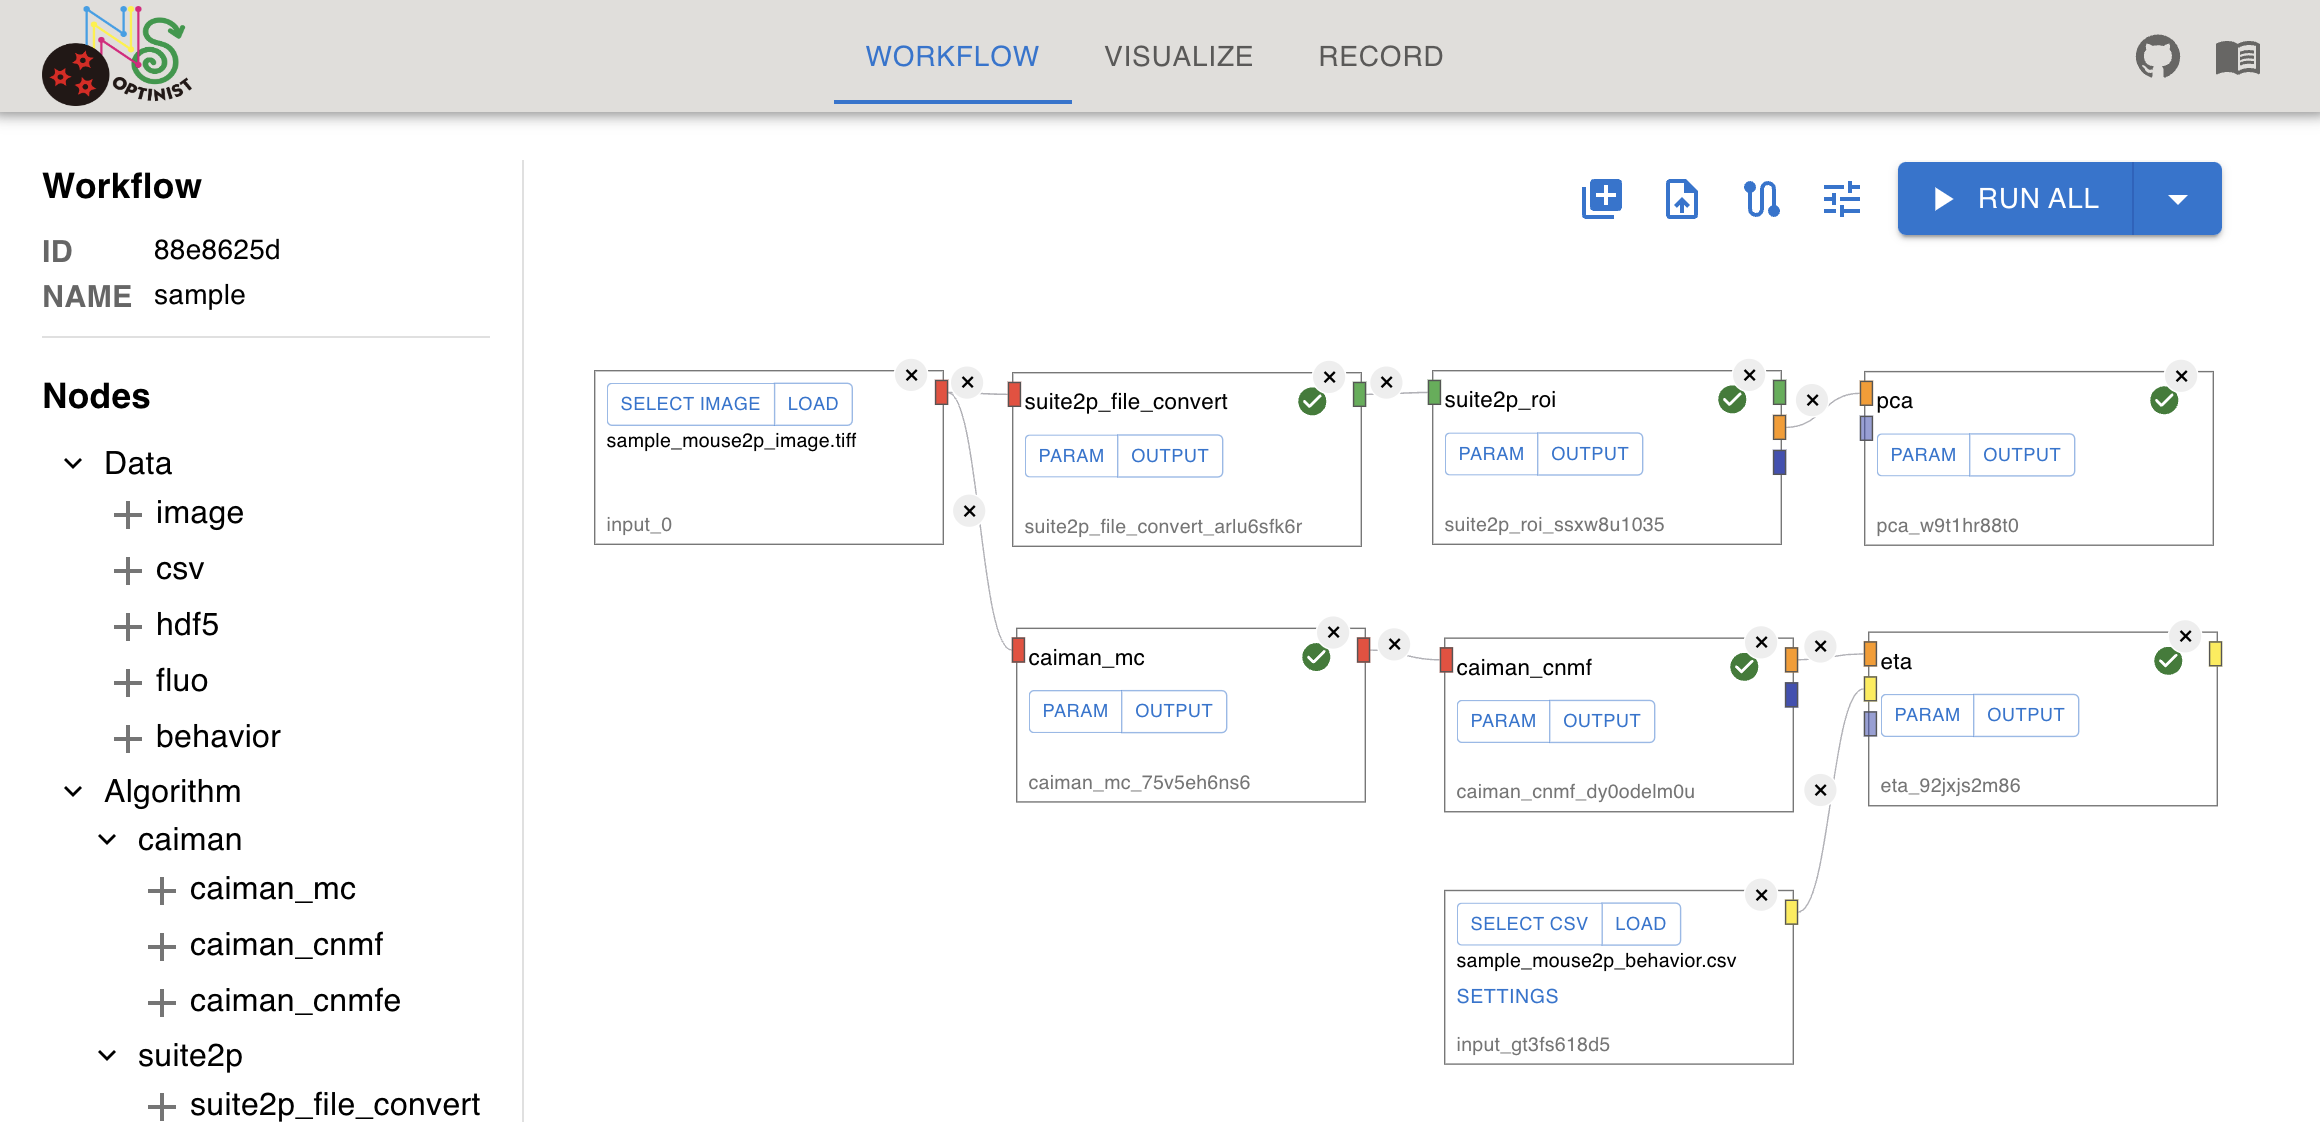 NS
OPTINIST
WORKFLOW VISUALIZE RECORD
Workflow
ID 88e8625d
NAME sample
RUN ALL
Nodes
Data
image
csv
hdf5
fluo
behavior
Algorithm
caiman
caiman_mc
caiman_cnmf
caiman_cnmfe
suite2p
suite2p_file_convert
SELECT IMAGE LOAD
sample_mouse2p_image.tiff
input_0
suite2p_file_convert
PARAM OUTPUT
suite2p_file_convert_arlu6sfk6r
suite2p_roi
PARAM OUTPUT
suite2p_roi_ssxw8u1035
pca
PARAM OUTPUT
pca_w9t1hr88t0
caiman_mc
PARAM OUTPUT
caiman_mc_75v5eh6ns6
caiman_cnmf
PARAM OUTPUT
caiman_cnmf_dy0odelm0u
eta
PARAM OUTPUT
eta_92jxjs2m86
SELECT CSV LOAD
sample_mouse2p_behavior.csv
SETTINGS
input_gt3fs618d5